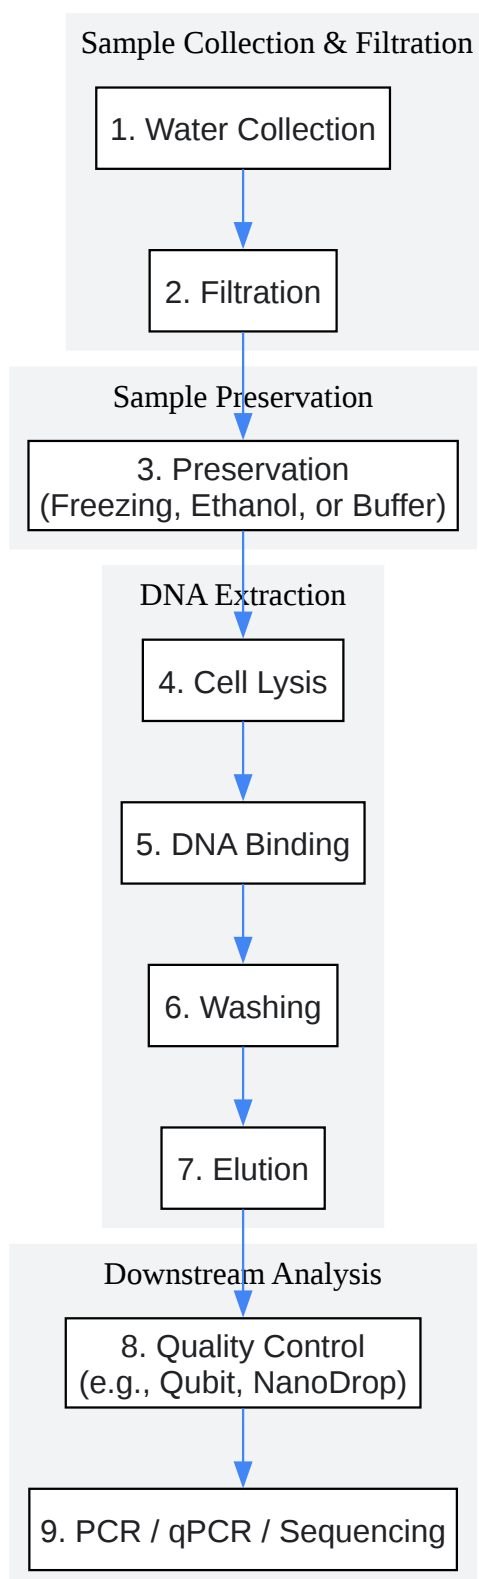 Sample Collection & Filtration
1. Water Collection
2. Filtration
Sample Preservation
3. Preservation
(Freezing, Ethanol, or Buffer)
DNA Extraction
4. Cell Lysis
5. DNA Binding
6. Washing
7. Elution
Downstream Analysis
8. Quality Control
(e.g., Qubit, NanoDrop)
9. PCR / qPCR / Sequencing